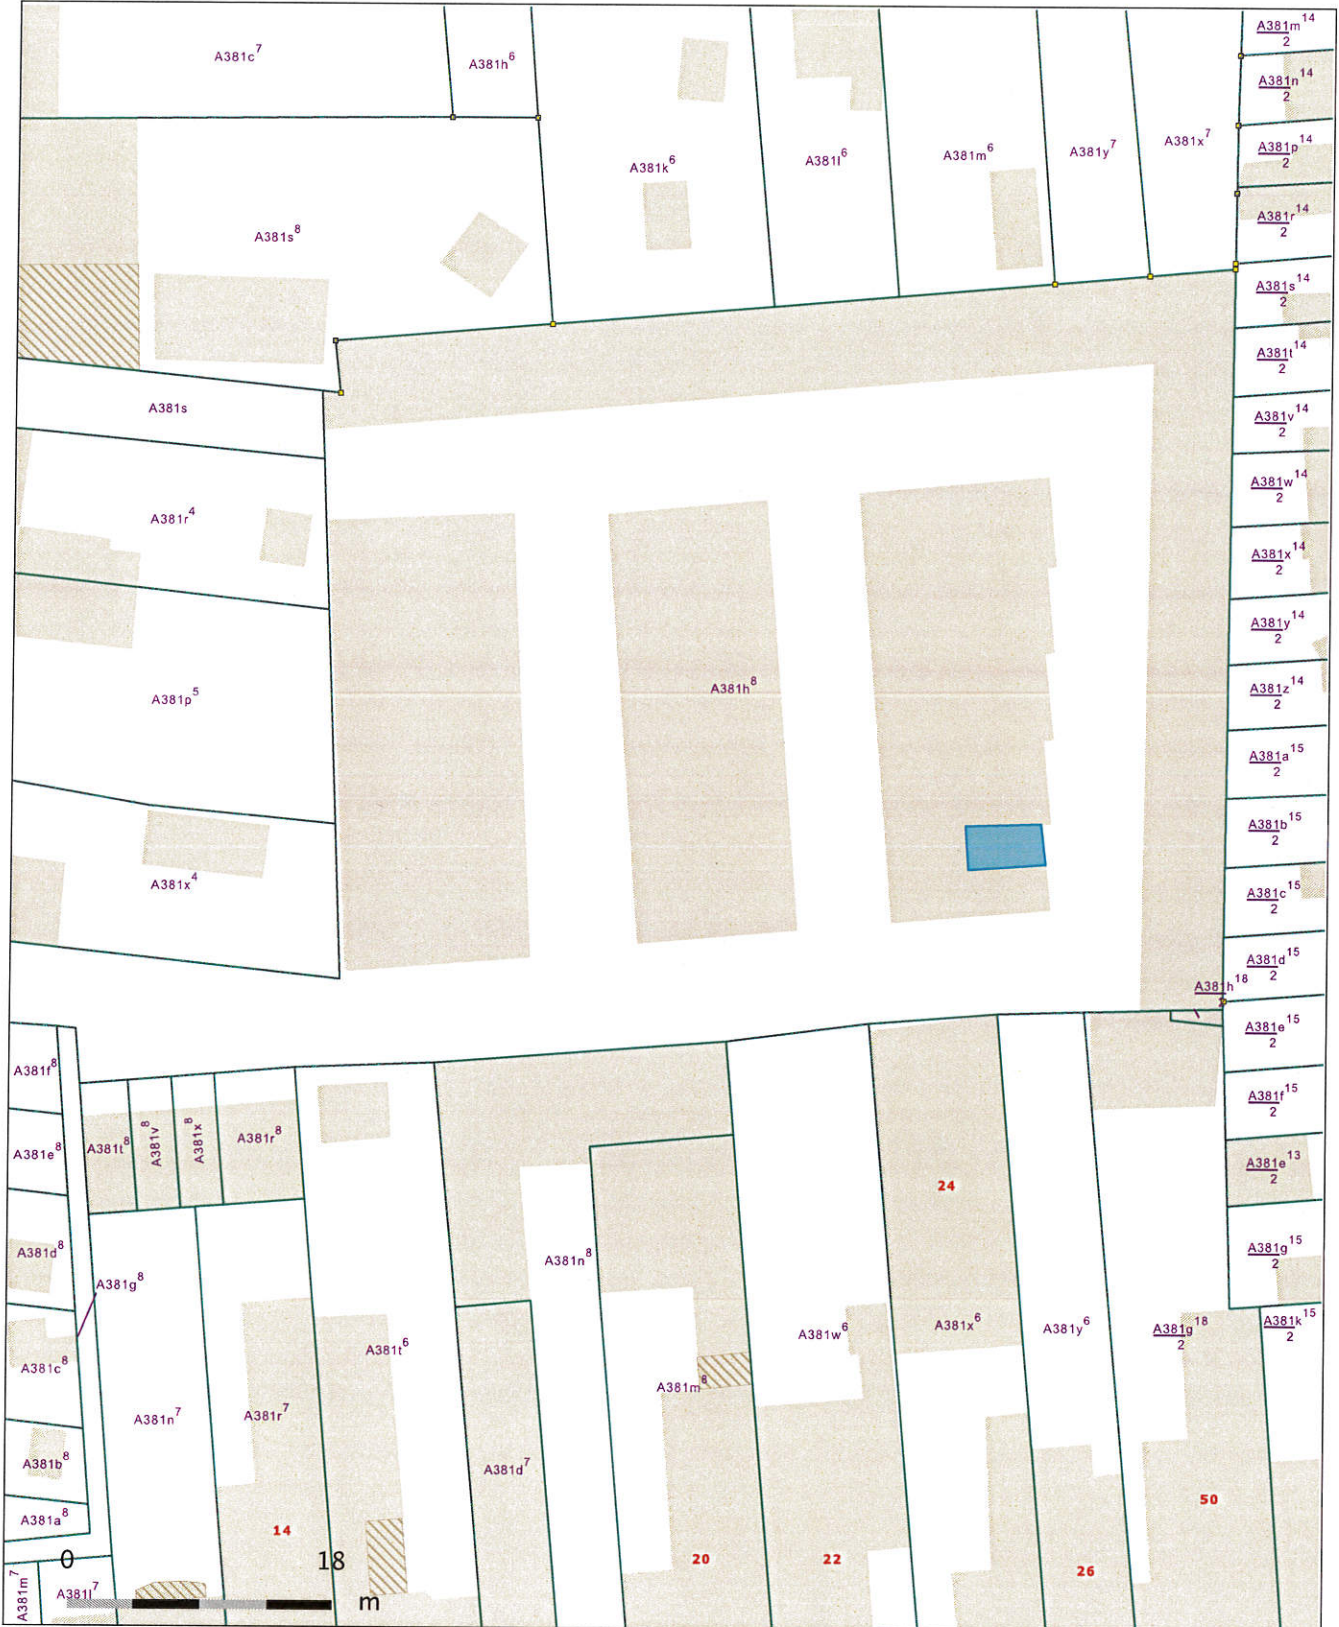 A381c7
A381h6
A381m14
2
A381n14
2
A381k6
A381l6
A381m6
A381y7
A381x7
A381p14
2
A381r14
2
A381s8
A381s14
2
A381t14
2
A381s
A381v14
2
A381w14
2
A381r4
A381x14
2
A381y14
2
A381p5
A381h8
A381z14
2
A381a15
2
A381b15
2
A381x4
A381c15
2
A381d15
2
A381h18
2
A381e15
2
A381f8
A381f15
2
A381e8
A381t8
A381v8
A381x8
A381r8
A381e13
2
24
A381d8
A381g8
A381n8
A381g15
2
A381c8
A381t6
A381w6
A381x6
A381y6
A381g18
2
A381k15
2
A381m8
A381n7
A381r7
A381b8
A381d7
A381a8
14
20
22
26
50
0
18
m
A381m7
A381l7